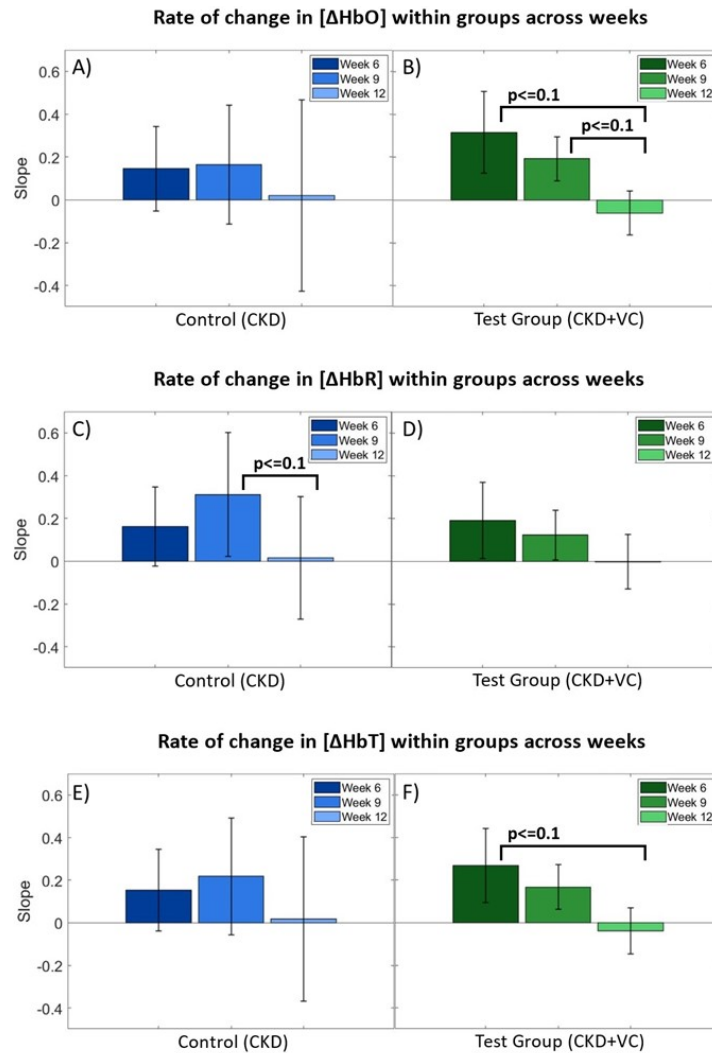 Rate of change in [ΔHbO] within groups across weeks
A)
Week 6
Week 9
Week 12
B)
Week 6
Week 9
Week 12
p<=0.1
p<=0.1
0.6
0.4
0.2
0
-0.2
-0.4
Slope
Control (CKD)
Test Group (CKD+VC)
Rate of change in [ΔHbR] within groups across weeks
C)
Week 6
Week 9
Week 12
p<=0.1
D)
Week 6
Week 9
Week 12
0.6
0.4
0.2
0
-0.2
-0.4
Slope
Control (CKD)
Test Group (CKD+VC)
Rate of change in [ΔHbT] within groups across weeks
E)
Week 6
Week 9
Week 12
F)
Week 6
Week 9
Week 12
p<=0.1
0.6
0.4
0.2
0
-0.2
-0.4
Slope
Control (CKD)
Test Group (CKD+VC)